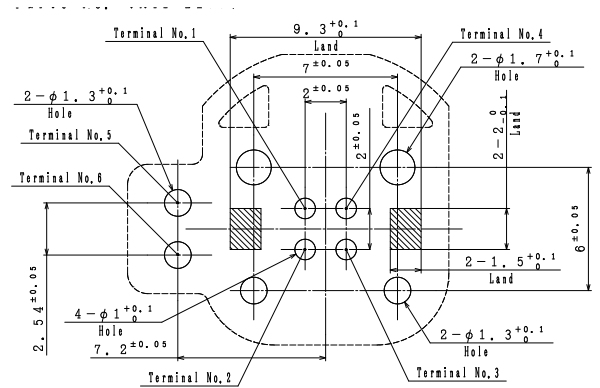 9.3 +0.1 0
Land
Terminal No.1
Terminal No.4
7 ±0.05
2-φ1.7 +0.1 0
Hole
2 ±0.05
2-φ1.3 +0.1 0
Hole
2 ±0.05
2-2 0 -0.1
Land
Terminal No.5
Terminal No.6
6 ±0.05
2-1.5 +0.1 0
Land
2.54 ±0.05
4-φ1 +0.1 0
Hole
2-φ1.3 +0.1 0
Hole
7.2 ±0.05
Terminal No.2
Terminal No.3